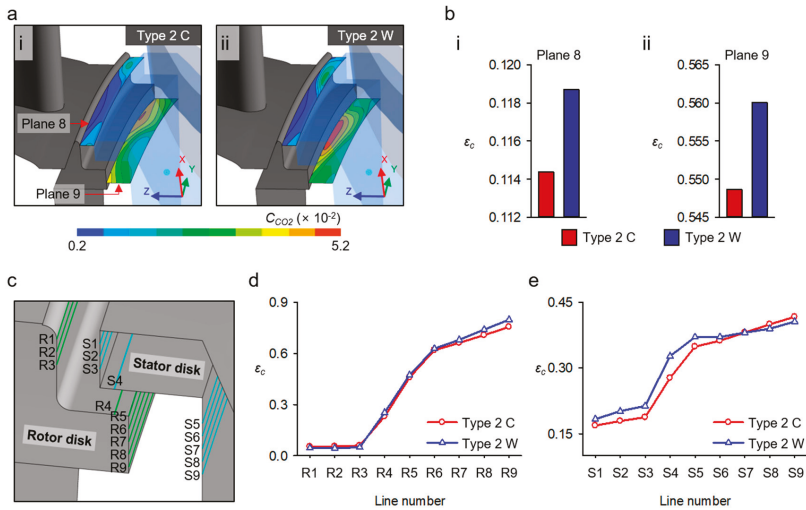 a
i
Type 2 C
ii
Type 2 W
Plane 8
Plane 9
X
Y
Z
X
Y
Z
C_CO2 (× 10⁻²)
0.2
5.2
b
i
Plane 8
0.120
0.118
0.116
0.114
0.112
ε_c
ii
Plane 9
0.565
0.560
0.555
0.550
0.545
ε_c
Type 2 C
Type 2 W
c
R1
R2
R3
S1
S2
S3
S4
Stator disk
R4
R5
R6
R7
R8
R9
Rotor disk
S5
S6
S7
S8
S9
d
0.9
0.6
0.3
0.0
ε_c
Type 2 C
Type 2 W
R1 R2 R3 R4 R5 R6 R7 R8 R9
Line number
e
0.45
0.30
0.15
ε_c
Type 2 C
Type 2 W
S1 S2 S3 S4 S5 S6 S7 S8 S9
Line number